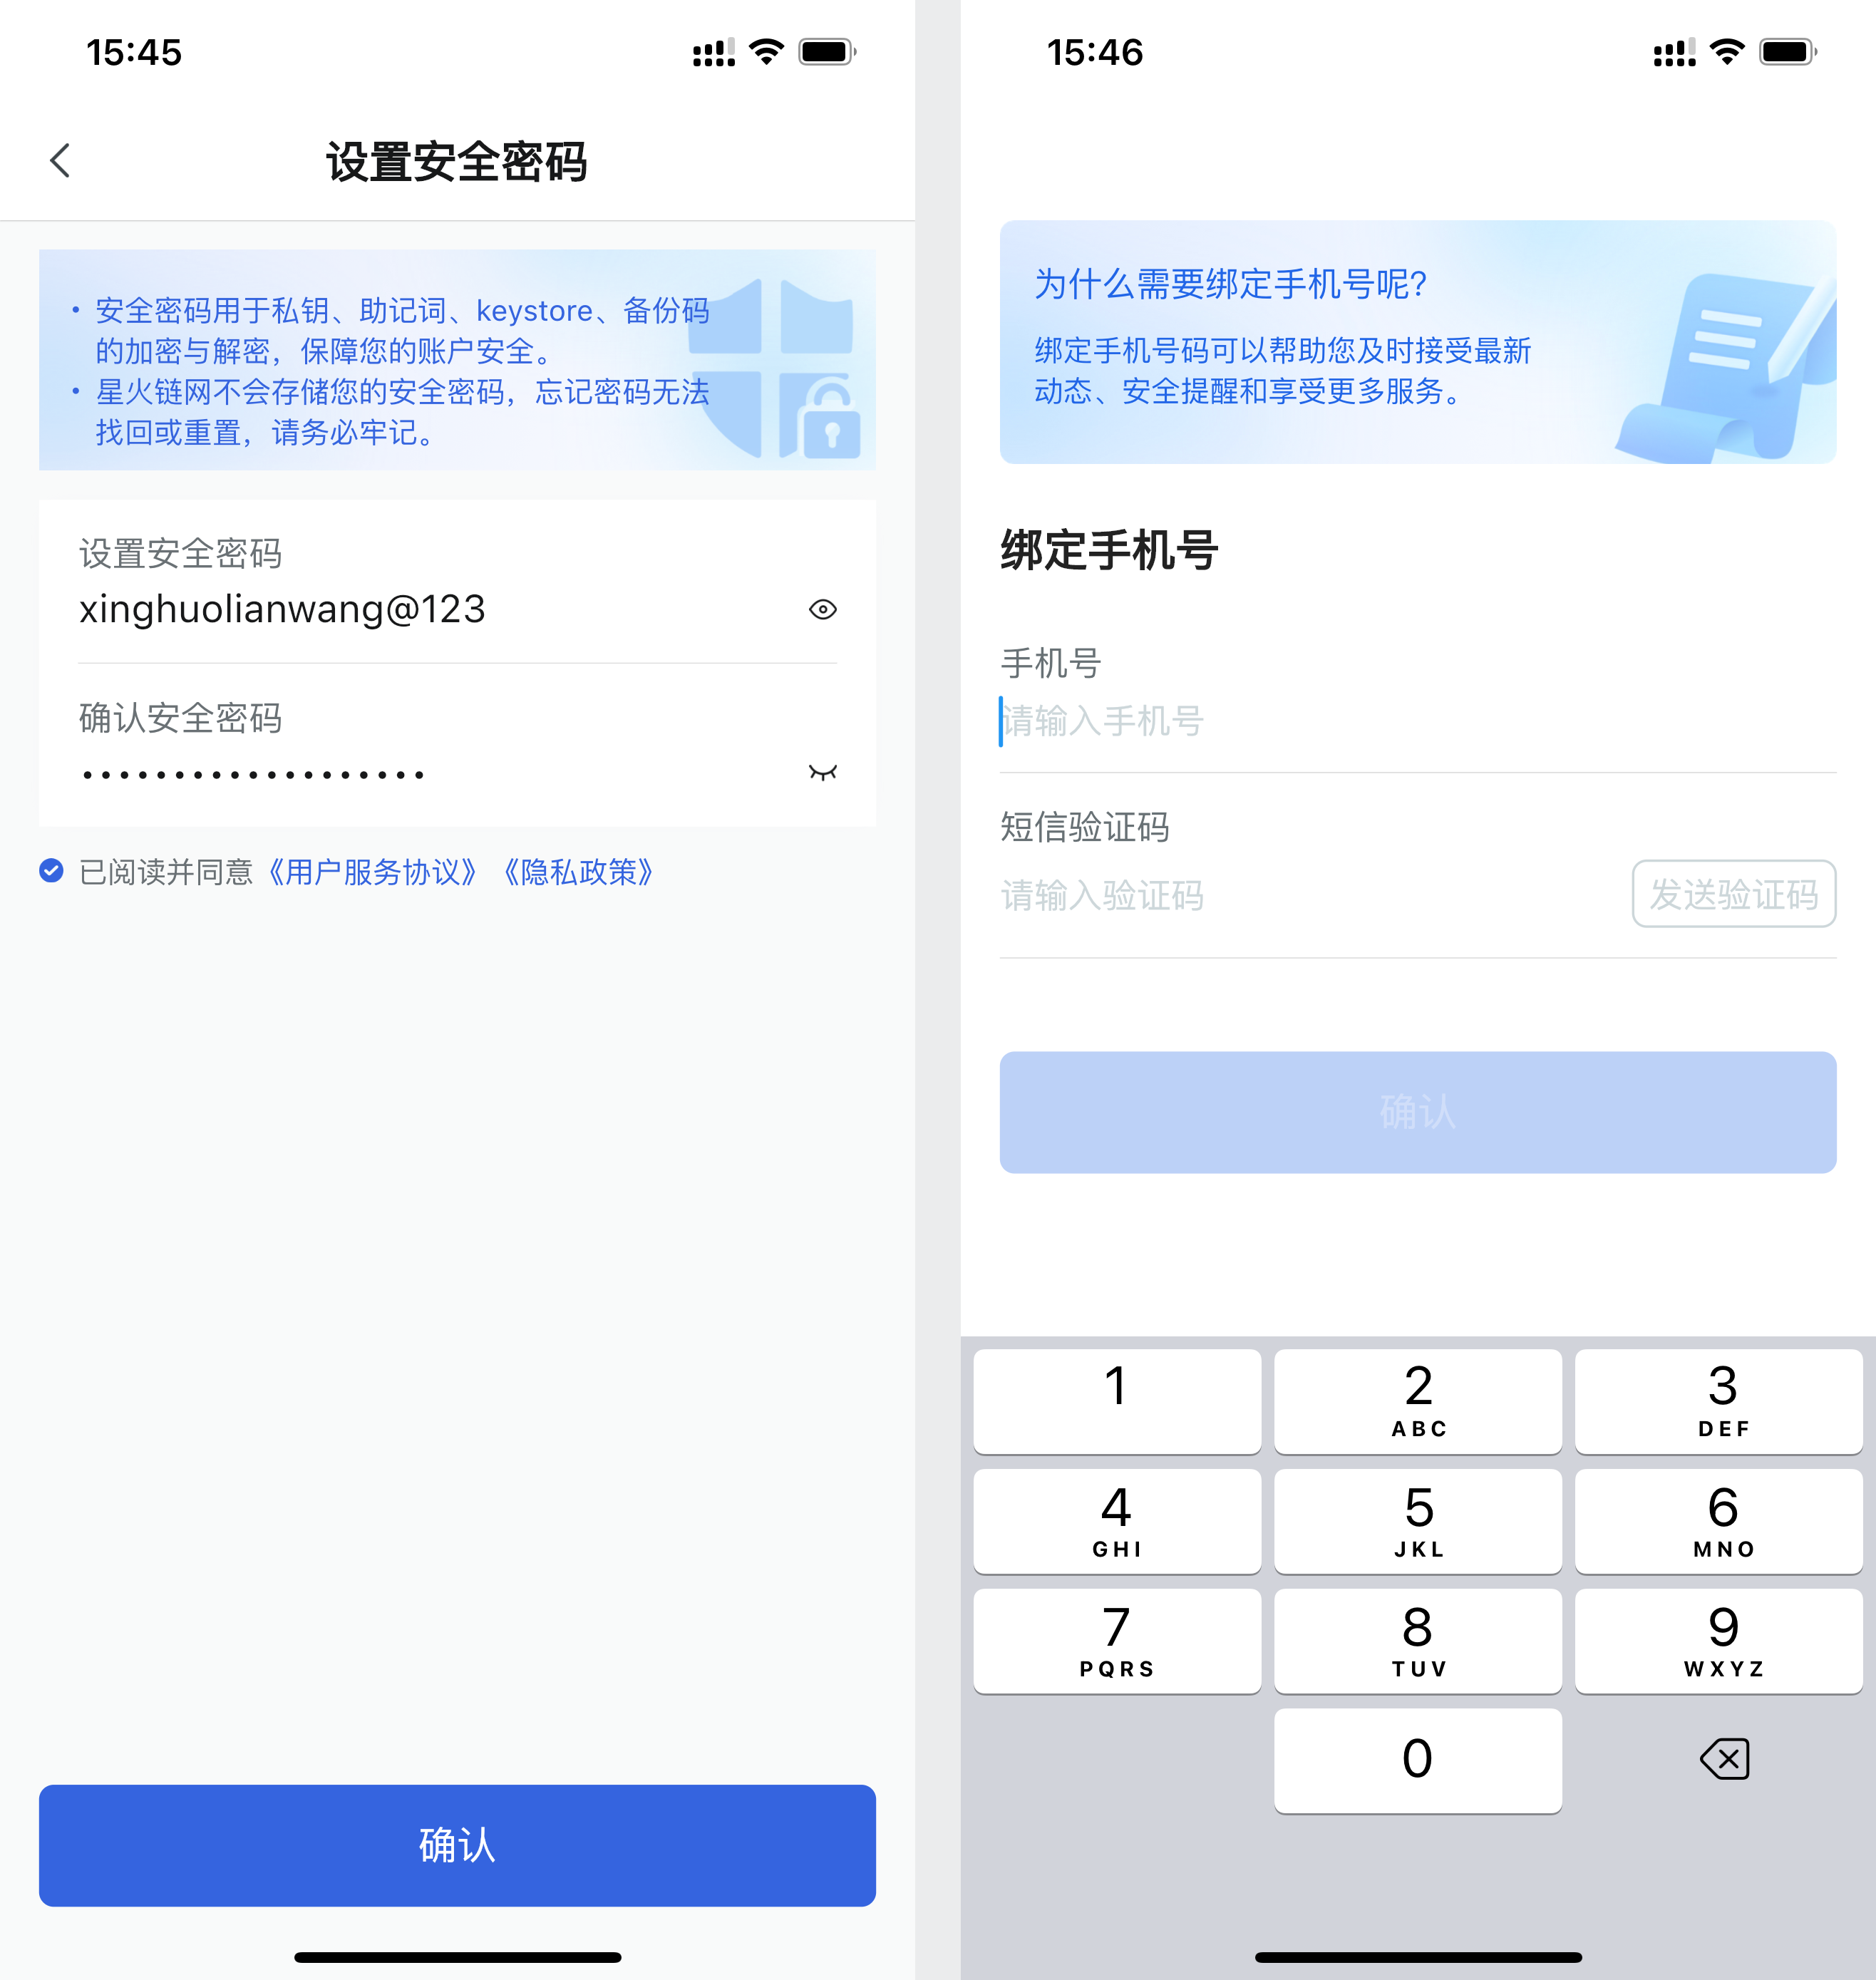 15:45
设置安全密码
• 安全密码用于私钥、助记词、keystore、备份码
的加密与解密，保障您的账户安全。
• 星火链网不会存储您的安全密码，忘记密码无法
找回或重置，请务必牢记。
设置安全密码
xinghuolianwang@123
确认安全密码
•••••••••••••••••••
已阅读并同意《用户服务协议》《隐私政策》
确认
15:46
为什么需要绑定手机号呢?
绑定手机号码可以帮助您及时接受最新
动态、安全提醒和享受更多服务。
绑定手机号
手机号
请输入手机号
短信验证码
请输入验证码 发送验证码
确认
1 2 3
ABC DEF
4 5 6
GHI JKL MNO
7 8 9
PQRS TUV WXYZ
0